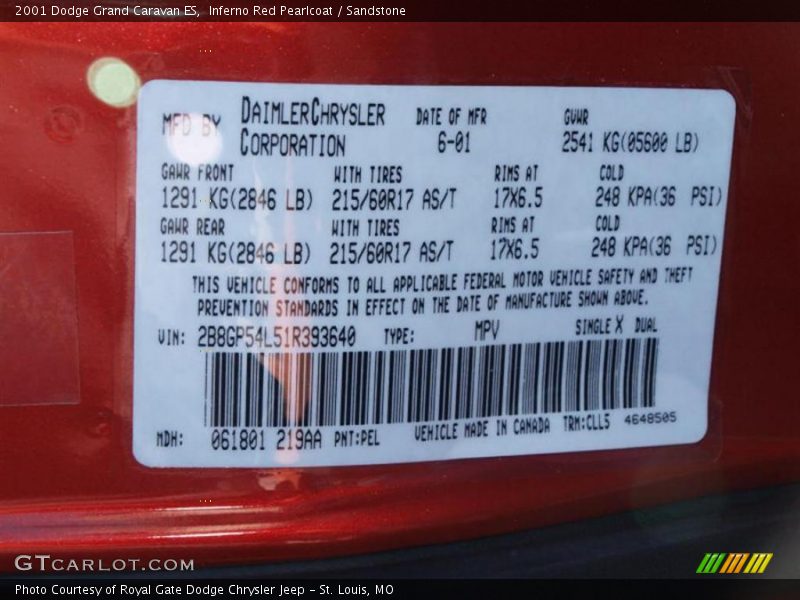 2001 Dodge Grand Caravan ES,  Inferno Red Pearlcoat / Sandstone
MFD BY DAIMLERCHRYSLER CORPORATION DATE OF MFR 6-01 GVWR 2541 KG(05600 LB)
GAWR FRONT WITH TIRES RIMS AT COLD
1291 KG(2846 LB) 215/60R17 AS/T 17X6.5 248 KPA(36 PSI)
GAWR REAR WITH TIRES RIMS AT COLD
1291 KG(2846 LB) 215/60R17 AS/T 17X6.5 248 KPA(36 PSI)
THIS VEHICLE CONFORMS TO ALL APPLICABLE FEDERAL MOTOR VEHICLE SAFETY AND THEFT
PREVENTION STANDARDS IN EFFECT ON THE DATE OF MANUFACTURE SHOWN ABOVE.
VIN: 2B8GP54L51R393640 TYPE: MPV SINGLE X DUAL
MDH: 061801 219AA PNT:PEL VEHICLE MADE IN CANADA TRM:CLL5 4648505
GTCARLOT.COM
Photo Courtesy of Royal Gate Dodge Chrysler Jeep - St. Louis, MO